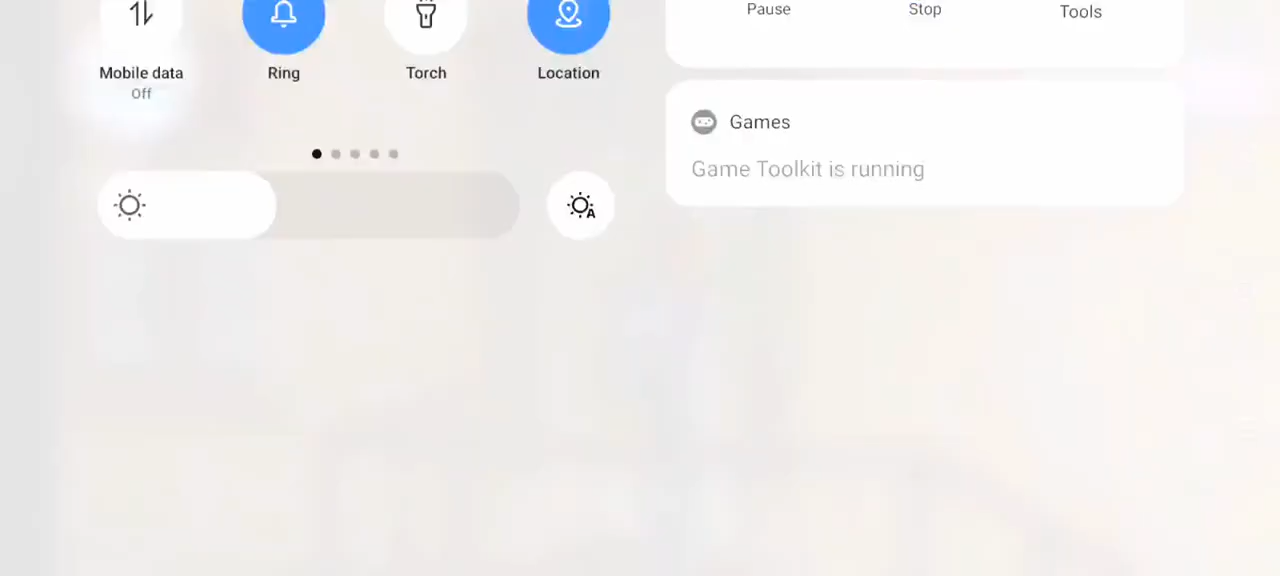 Mobile data
Off
Ring
Torch
Location
A
Pause
Stop
Tools
Games
Game Toolkit is running